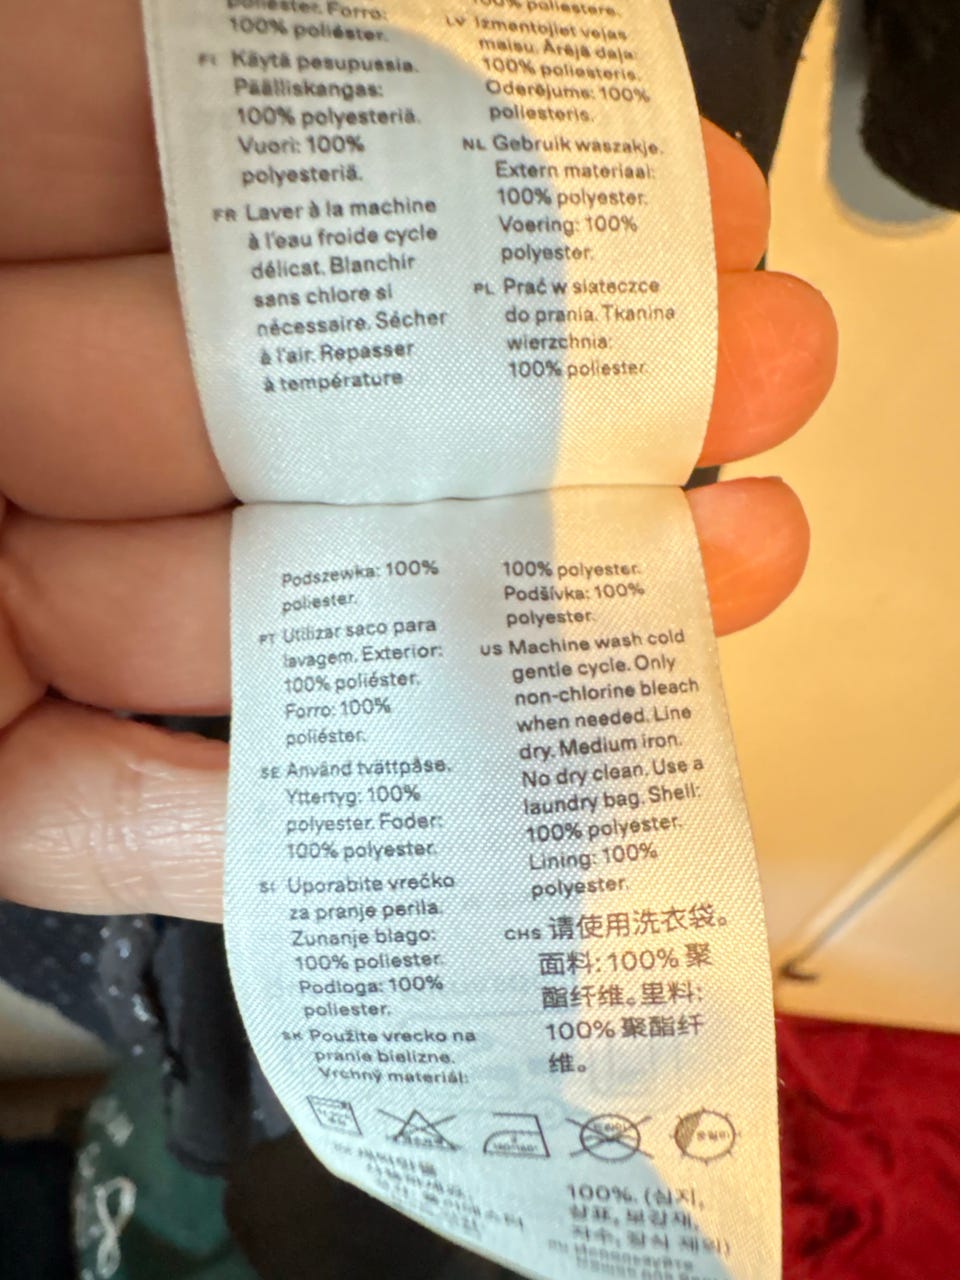 poliéster. Forro:
100% poliéster.
FI Käytä pesupussia.
Päälliskangas:
100% polyesteriä.
Vuori: 100%
polyesteriä.
FR Laver à la machine
à l'eau froide cycle
délicat. Blanchir
sans chlore si
nécessaire. Sécher
à l'air. Repasser
à température
100% poliestere.
LV Izmantojiet veļas
maisu. Ārējā daļa:
100% poliesteris.
Oderējums: 100%
poliesteris.
NL Gebruik waszakje.
Extern materiaal:
100% polyester.
Voering: 100%
polyester.
PL Prać w siateczce
do prania. Tkanina
wierzchnia:
100% poliester.
Podszewka: 100%
poliester.
PT Utilizar saco para
lavagem. Exterior:
100% poliéster.
Forro: 100%
poliéster.
SE Använd tvättpåse.
Yttertyg: 100%
polyester. Foder:
100% polyester.
SI Uporabite vrečko
za pranje perila.
Zunanje blago:
100% poliester.
Podloga: 100%
poliester.
SK Použite vrecko na
pranie bielizne.
Vrchný materiál:
100% polyester.
Podšívka: 100%
polyester.
US Machine wash cold
gentle cycle. Only
non-chlorine bleach
when needed. Line
dry. Medium iron.
No dry clean. Use a
laundry bag. Shell:
100% polyester.
Lining: 100%
polyester.
CHS 请使用洗衣袋。
面料: 100% 聚
酯纤维。里料:
100% 聚酯纤
维。
100%. (심지,